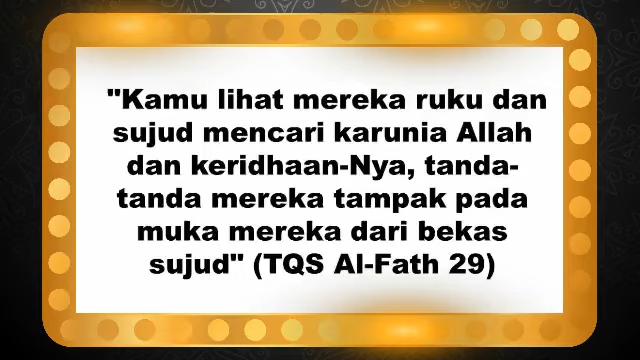 "Kamu lihat mereka ruku dan
sujud mencari karunia Allah
dan keridhaan-Nya, tanda-
tanda mereka tampak pada
muka mereka dari bekas
sujud" (TQS Al-Fath 29)